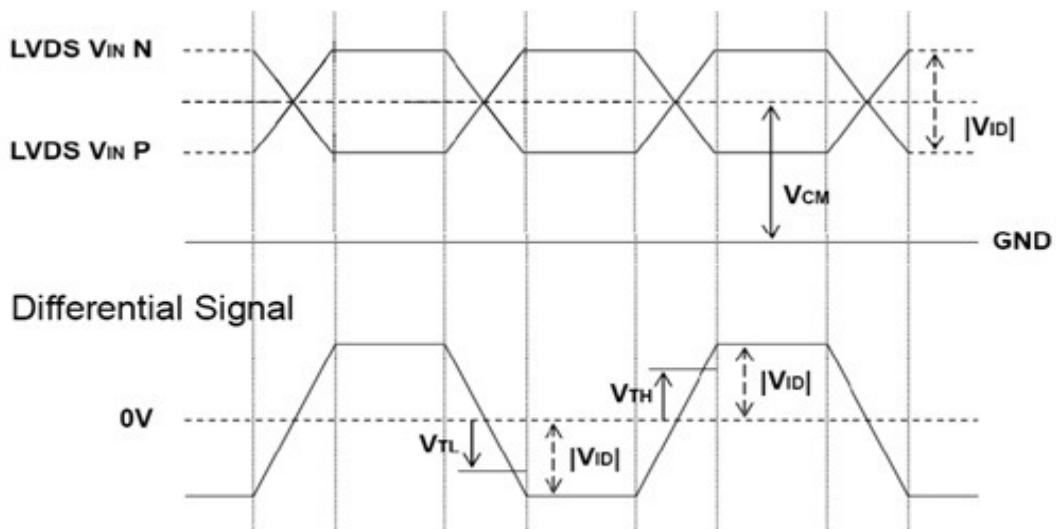 LVDS VIN N
|VID|
LVDS VIN P
VCM
GND
Differential Signal
VTH
|VID|
0V
VTL
|VID|